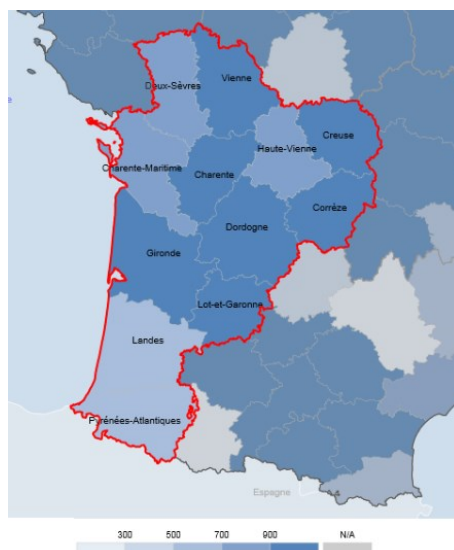 Deux-Sèvres
Vienne
Charente-Maritime
Charente
Haute-Vienne
Creuse
Corrèze
Dordogne
Gironde
Lot-et-Garonne
Landes
Pyrénées-Atlantiques
Espagne
300 500 700 900 N/A